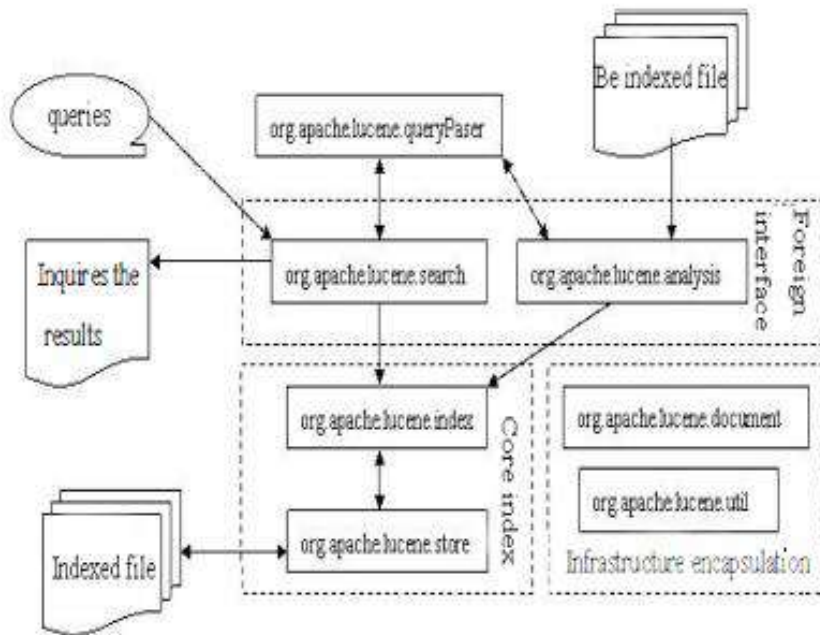 Be indexed file
queries
org.apache.lucene.queryPaser
Foreign
interface
Inquires the
results
org.apache.lucene.search
org.apache.lucene.analysis
org.apache.lucene.index
Core index
org.apache.lucene.document
org.apache.lucene.util
Indexed file
org.apache.lucene.store
Infrastructure encapsulation